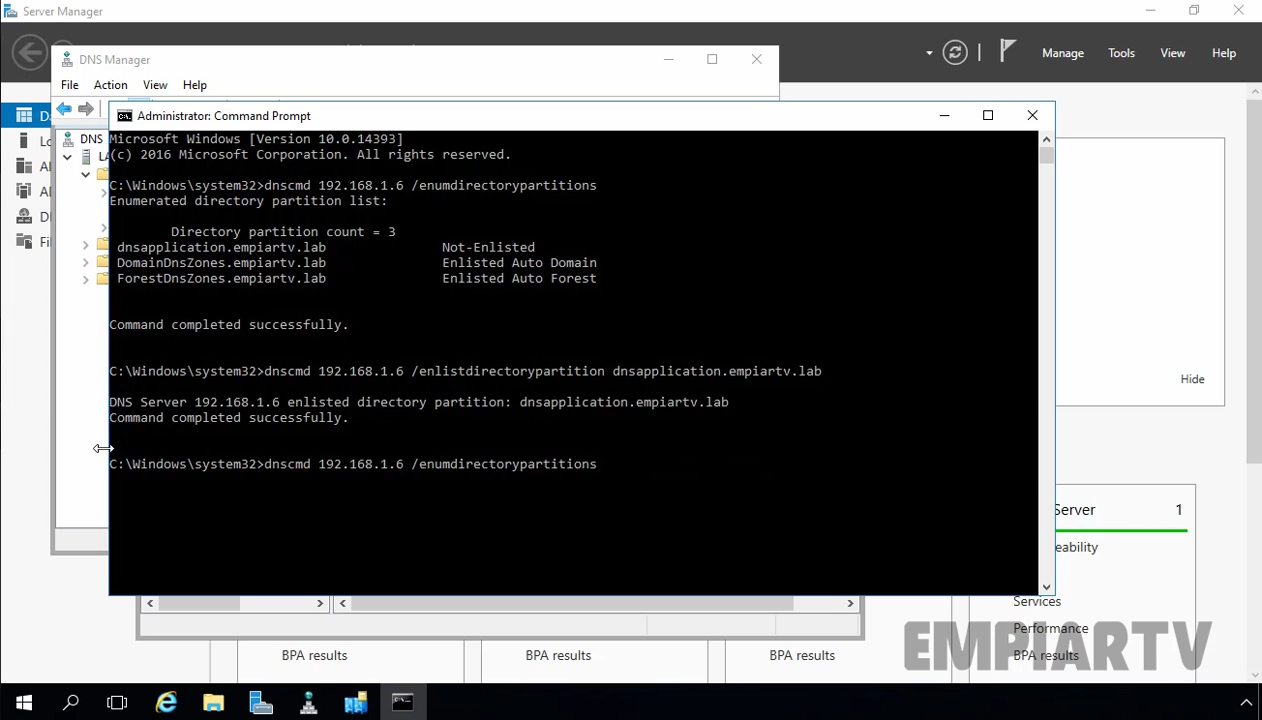 Server Manager
Manage
Tools
View
Help
DNS Manager
File
Action
View
Help
Administrator: Command Prompt
DNS
Microsoft Windows [Version 10.0.14393]
(c) 2016 Microsoft Corporation. All rights reserved.
C:\Windows\system32>dnscmd 192.168.1.6 /enumdirectorypartitions
Enumerated directory partition list:
Directory partition count = 3
dnsapplication.empiartv.lab Not-Enlisted
DomainDnsZones.empiartv.lab Enlisted Auto Domain
ForestDnsZones.empiartv.lab Enlisted Auto Forest
Command completed successfully.
C:\Windows\system32>dnscmd 192.168.1.6 /enlistdirectorypartition dnsapplication.empiartv.lab
DNS Server 192.168.1.6 enlisted directory partition: dnsapplication.empiartv.lab
Command completed successfully.
C:\Windows\system32>dnscmd 192.168.1.6 /enumdirectorypartitions
Hide
Server 1
eability
Services
Performance
BPA results
BPA results
BPA results
BPA results
EMPIARTV